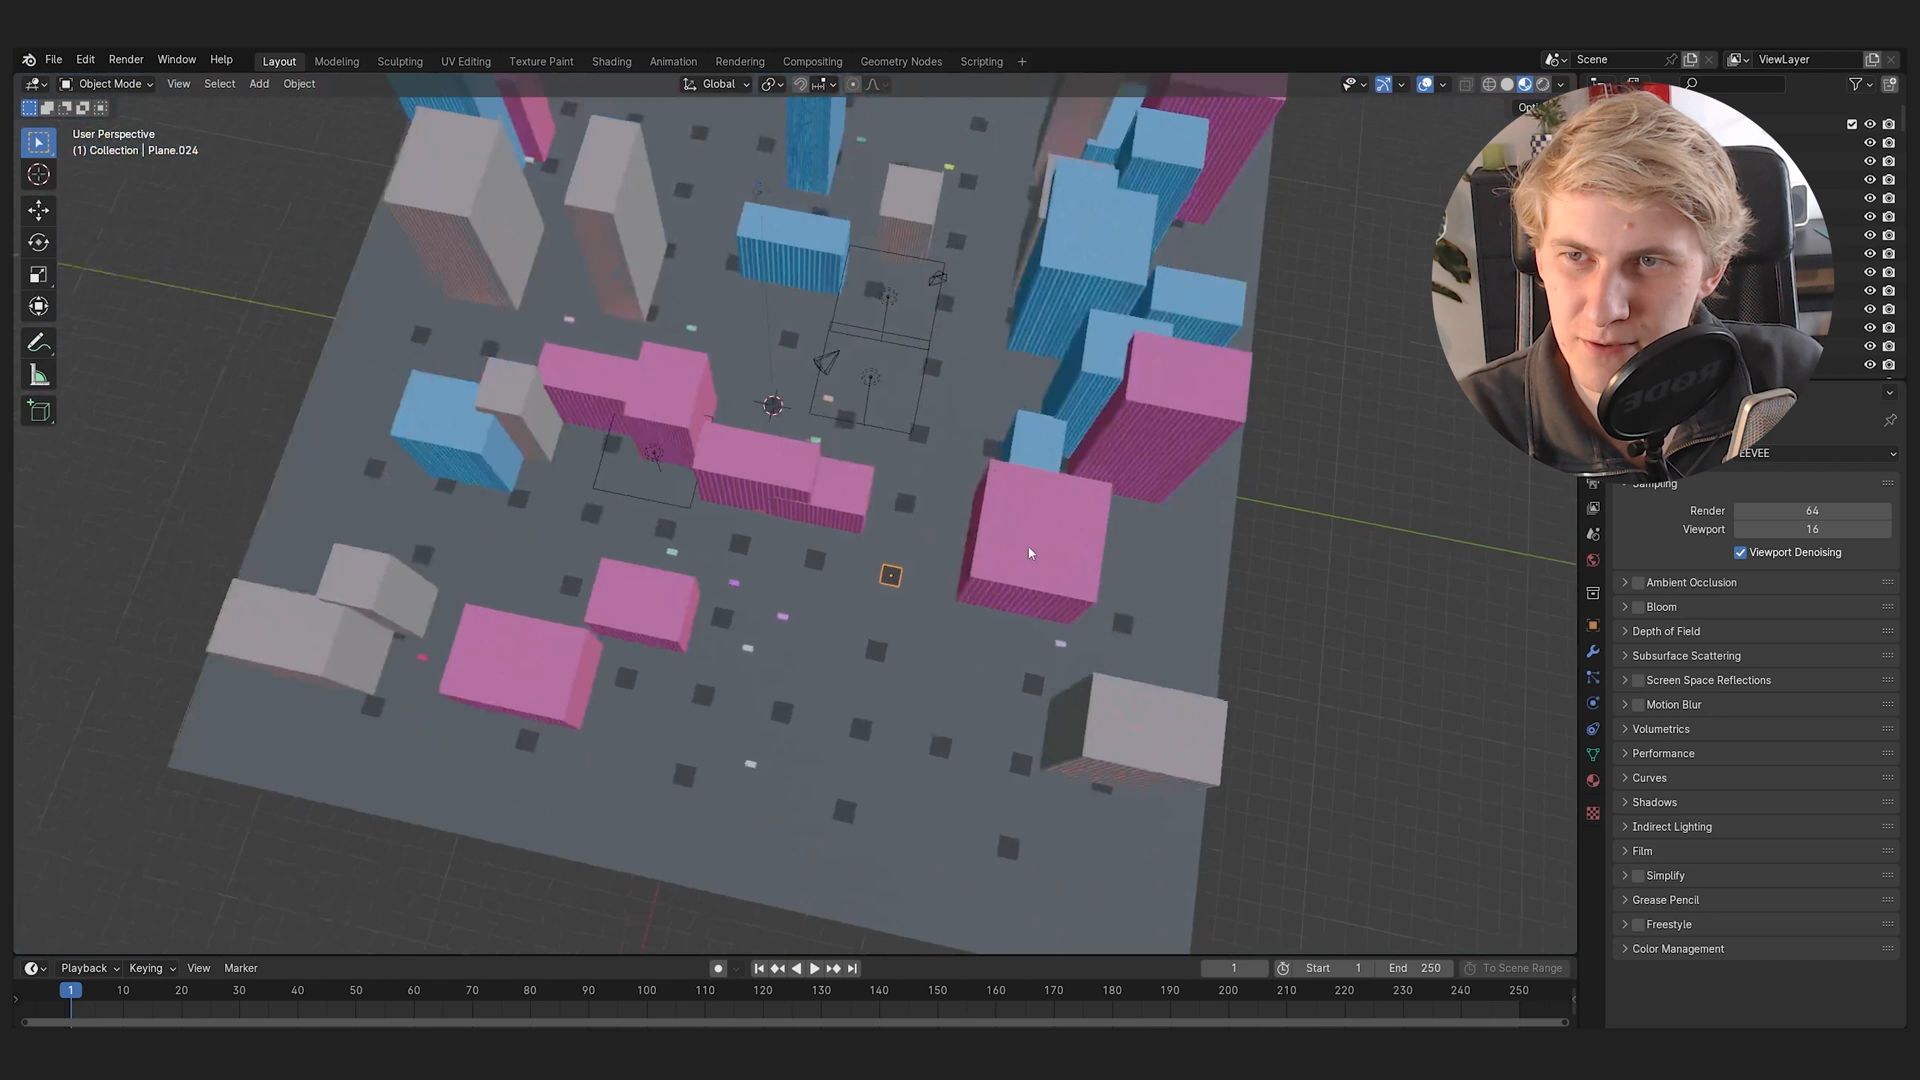 File Edit Render Window Help Layout Modeling Sculpting UV Editing Texture Paint Shading Animation Rendering Compositing Geometry Nodes Scripting + Scene ViewLayer
Object Mode View Select Add Object Global
User Perspective
(1) Collection | Plane.024
RØDE
EEVEE
Sampling
Render 64
Viewport 16
Viewport Denoising
Ambient Occlusion
Bloom
Depth of Field
Subsurface Scattering
Screen Space Reflections
Motion Blur
Volumetrics
Performance
Curves
Shadows
Indirect Lighting
Film
Simplify
Grease Pencil
Freestyle
Color Management
Playback Keying View Marker 1 Start 1 End 250 To Scene Range
1 10 20 30 40 50 60 70 80 90 100 110 120 130 140 150 160 170 180 190 200 210 220 230 240 250